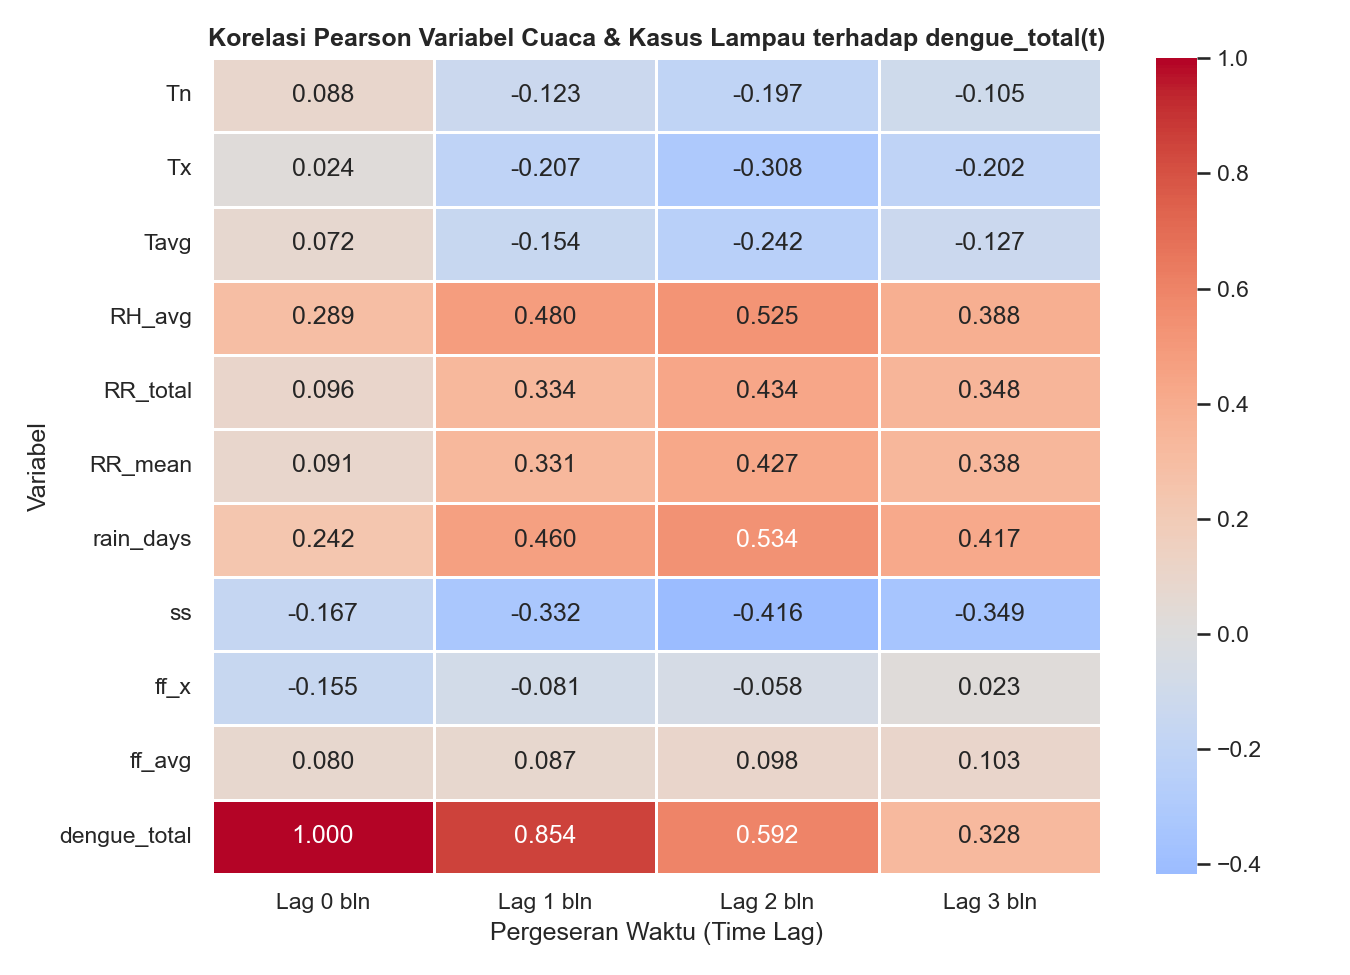 Korelasi Pearson Variabel Cuaca & Kasus Lampau terhadap dengue_total(t)
Variabel
Tn 0.088 -0.123 -0.197 -0.105
Tx 0.024 -0.207 -0.308 -0.202
Tavg 0.072 -0.154 -0.242 -0.127
RH_avg 0.289 0.480 0.525 0.388
RR_total 0.096 0.334 0.434 0.348
RR_mean 0.091 0.331 0.427 0.338
rain_days 0.242 0.460 0.534 0.417
ss -0.167 -0.332 -0.416 -0.349
ff_x -0.155 -0.081 -0.058 0.023
ff_avg 0.080 0.087 0.098 0.103
dengue_total 1.000 0.854 0.592 0.328
Lag 0 bln Lag 1 bln Lag 2 bln Lag 3 bln
Pergeseran Waktu (Time Lag)
1.0
0.8
0.6
0.4
0.2
0.0
−0.2
−0.4